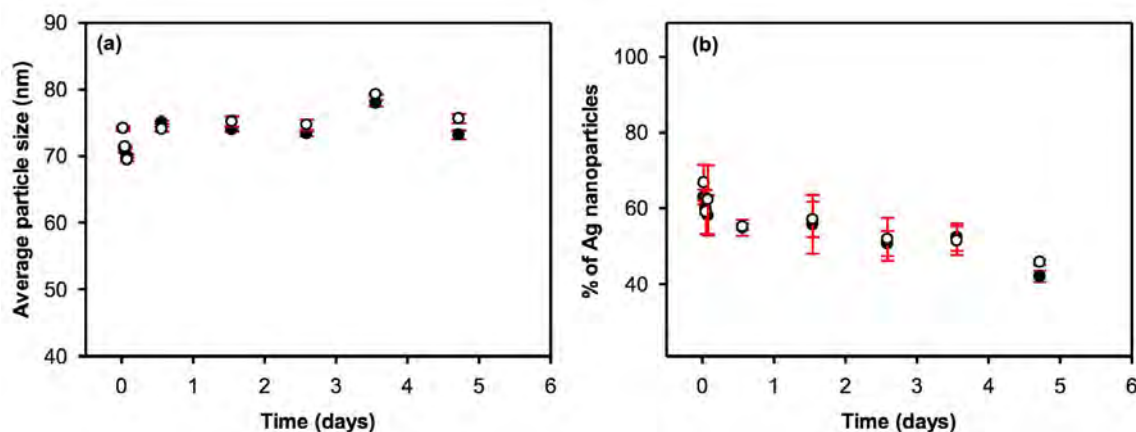 (a)
Average particle size (nm)
90
80
70
60
50
40
0 1 2 3 4 5 6
Time (days)
(b)
% of Ag nanoparticles
100
80
60
40
0 1 2 3 4 5 6
Time (days)